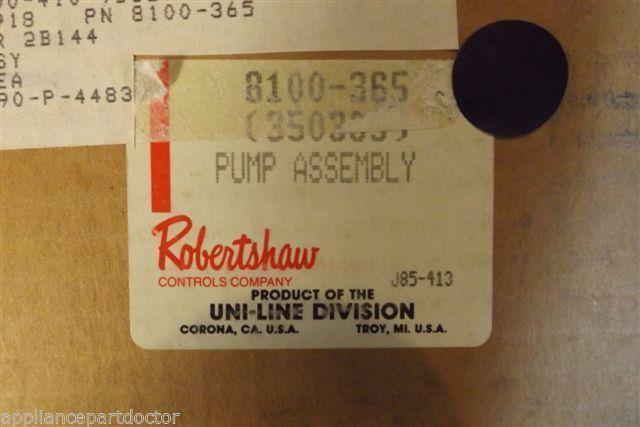 918 PN 8100-365
R 2B144
SY
EA
90-P-4483
8100-365
PUMP ASSEMBLY
Robertshaw
CONTROLS COMPANY
J85-413
PRODUCT OF THE
UNI-LINE DIVISION
CORONA, CA. U.S.A. TROY, MI. U.S.A.
appliancepartdoctor